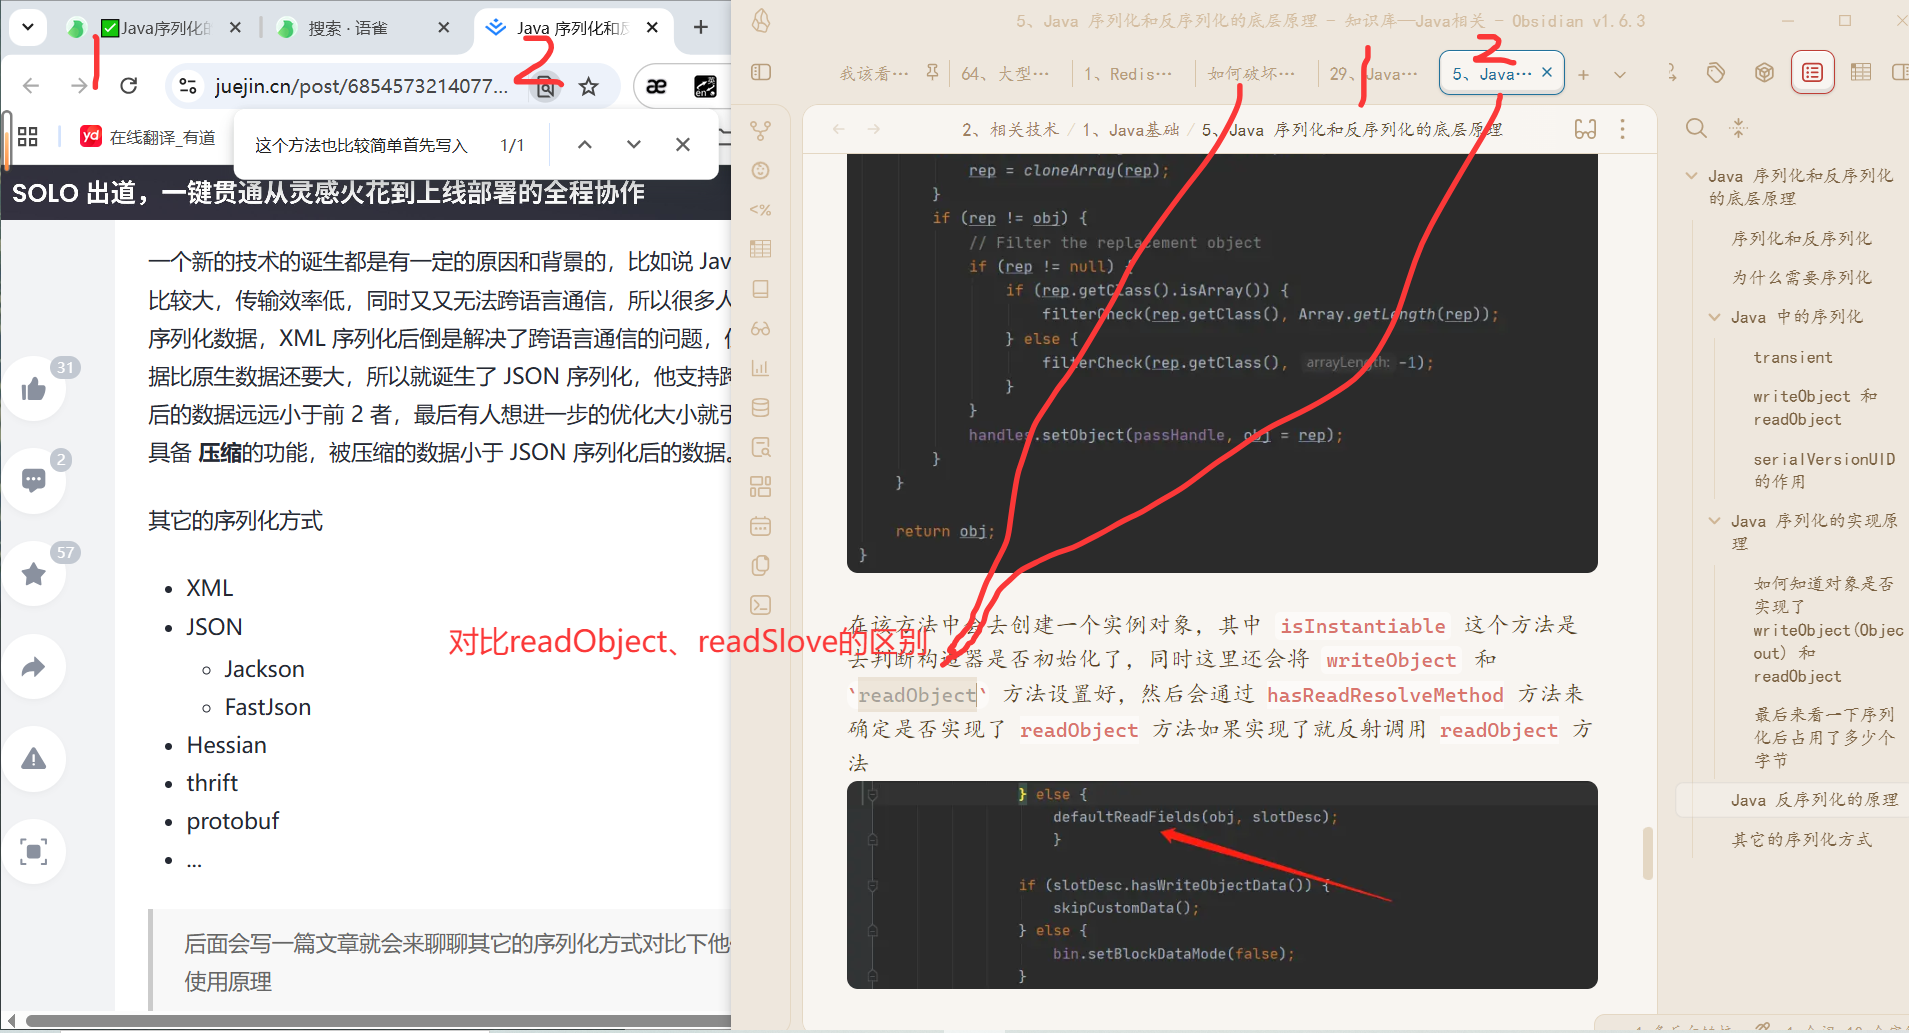 Java序列化的
搜索 · 语雀
Java 序列化和反
juejin.cn/post/6854573214077...
在线翻译_有道
这个方法也比较简单首先写入
1/1
SOLO 出道，一键贯通从灵感火花到上线部署的全程协作
一个新的技术的诞生都是有一定的原因和背景的，比如说 Jav
比较大，传输效率低，同时又又无法跨语言通信，所以很多人
序列化数据，XML 序列化后倒是解决了跨语言通信的问题，
据比原生数据还要大，所以就诞生了 JSON 序列化，他支持跨
后的数据远远小于前 2 者，最后有人想进一步的优化大小就引
具备 压缩的功能，被压缩的数据小于 JSON 序列化后的数据。
31
2
57
其它的序列化方式
• XML
• JSON
◦ Jackson
◦ FastJson
• Hessian
• thrift
• protobuf
• ...
后面会写一篇文章就会来聊聊其它的序列化方式对比下他
使用原理
1
2
对比readObject、readSlove的区别
5、Java 序列化和反序列化的底层原理 - 知识库—Java相关 - Obsidian v1.6.3
1
2
我该看…
64、大型…
1、Redis…
如何破坏…
29、Java…
5、Java…
2、相关技术 / 1、Java基础 / 5、Java 序列化和反序列化的底层原理
rep = cloneArray(rep);
}
if (rep != obj) {
// Filter the replacement object
if (rep != null) {
if (rep.getClass().isArray()) {
filterCheck(rep.getClass(), Array.getLength(rep));
} else {
filterCheck(rep.getClass(), arrayLength: -1);
}
}
handles.setObject(passHandle, obj = rep);
}
}
return obj;
}
在该方法中会去创建一个实例对象，其中 isInstantiable 这个方法是
去判断构造器是否初始化了，同时这里还会将 writeObject 和
`readObject` 方法设置好，然后会通过 hasReadResolveMethod 方法来
确定是否实现了 readObject 方法如果实现了就反射调用 readObject 方
法
} else {
defaultReadFields(obj, slotDesc);
}
if (slotDesc.hasWriteObjectData()) {
skipCustomData();
} else {
bin.setBlockDataMode(false);
}
Java 序列化和反序列化
的底层原理
序列化和反序列化
为什么需要序列化
Java 中的序列化
transient
writeObject 和
readObject
serialVersionUID
的作用
Java 序列化的实现原
理
如何知道对象是否
实现了
writeObject(Objec
out) 和
readObject
最后来看一下序列
化后占用了多少个
字节
Java 反序列化的原理
其它的序列化方式